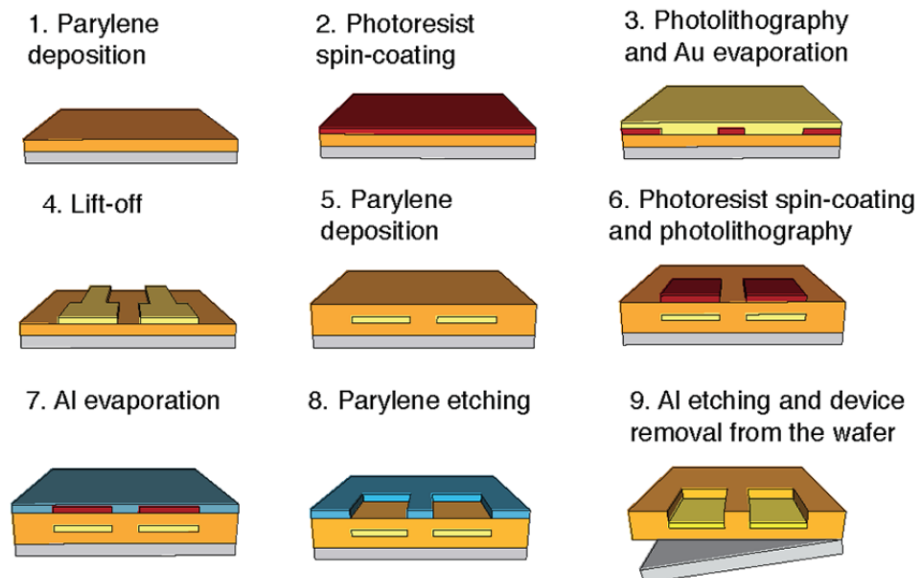 1. Parylene
deposition
2. Photoresist
spin-coating
3. Photolithography
and Au evaporation
4. Lift-off
5. Parylene
deposition
6. Photoresist spin-coating
and photolithography
7. Al evaporation
8. Parylene etching
9. Al etching and device
removal from the wafer